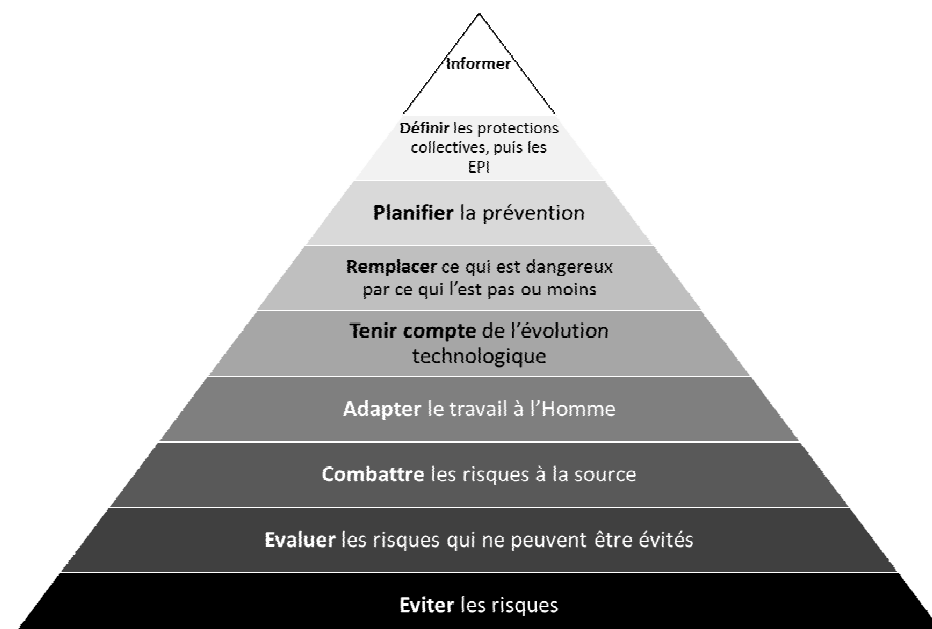 Informer
Définir les protections
collectives, puis les
EPI
Planifier la prévention
Remplacer ce qui est dangereux
par ce qui l'est pas ou moins
Tenir compte de l'évolution
technologique
Adapter le travail à l'Homme
Combattre les risques à la source
Evaluer les risques qui ne peuvent être évités
Eviter les risques